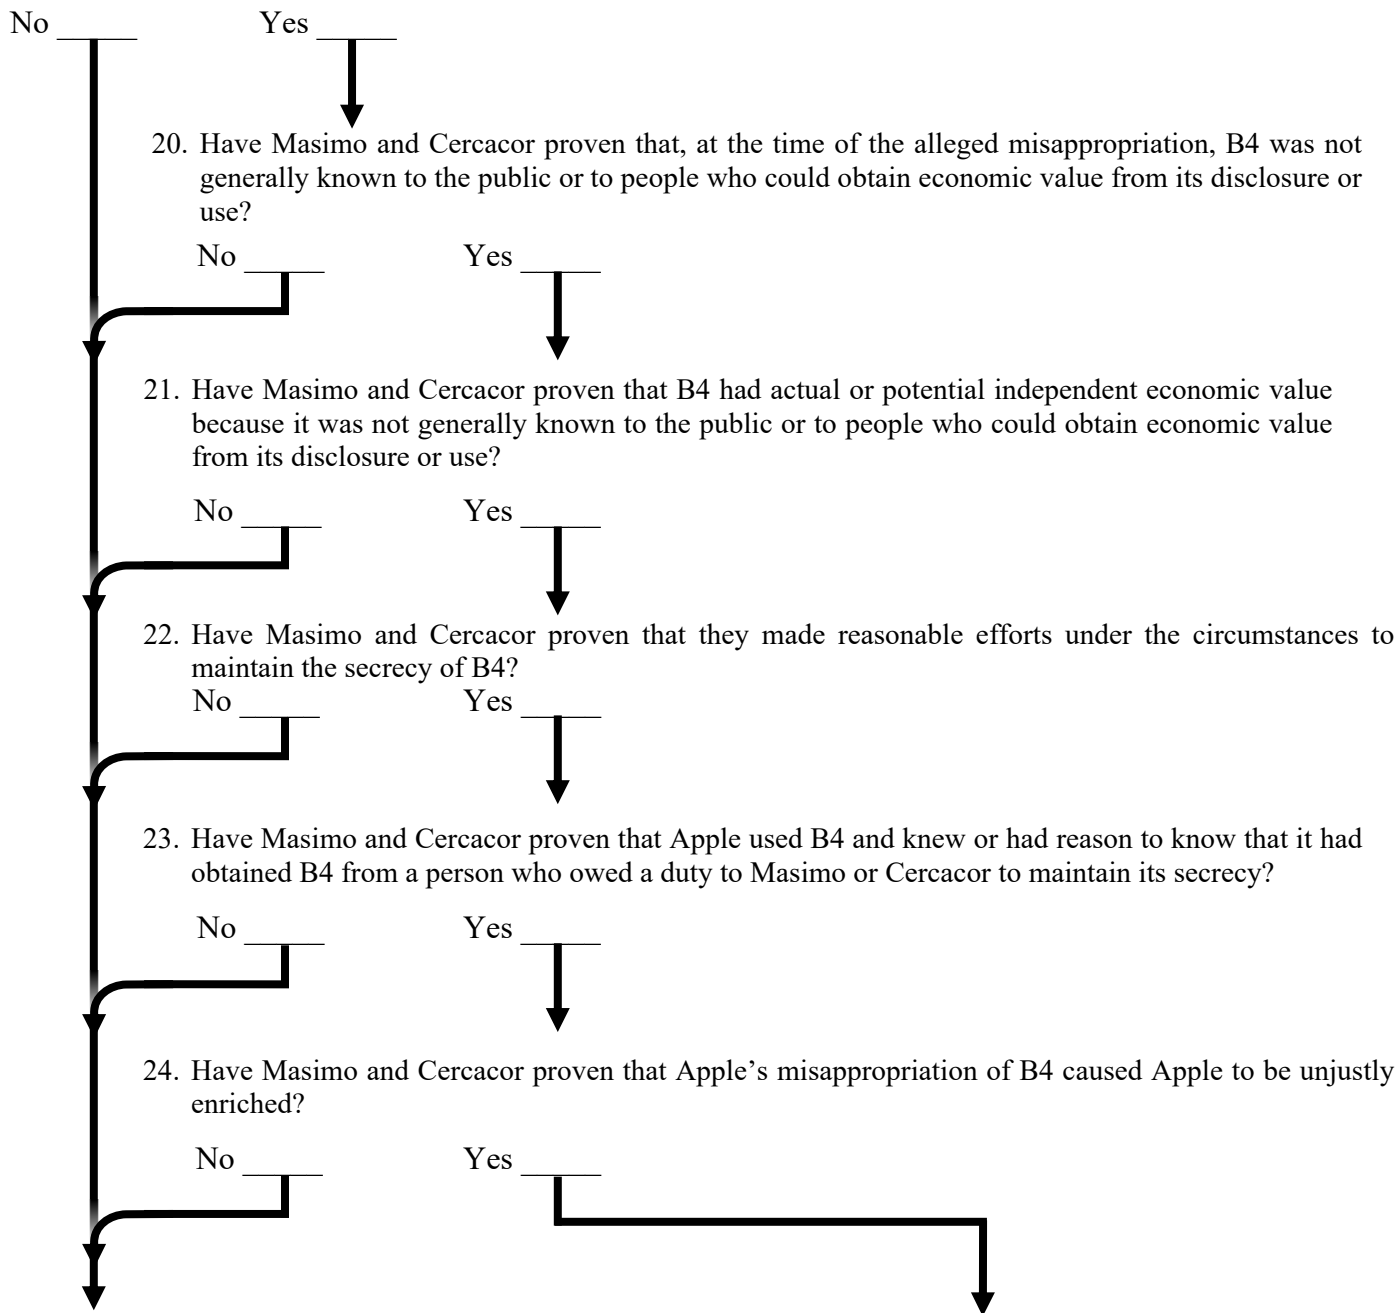 No _____ Yes _____
20. Have Masimo and Cercacor proven that, at the time of the alleged misappropriation, B4 was not
generally known to the public or to people who could obtain economic value from its disclosure or
use?
No _____ Yes _____
21. Have Masimo and Cercacor proven that B4 had actual or potential independent economic value
because it was not generally known to the public or to people who could obtain economic value
from its disclosure or use?
No _____ Yes _____
22. Have Masimo and Cercacor proven that they made reasonable efforts under the circumstances to
maintain the secrecy of B4?
No _____ Yes _____
23. Have Masimo and Cercacor proven that Apple used B4 and knew or had reason to know that it had
obtained B4 from a person who owed a duty to Masimo or Cercacor to maintain its secrecy?
No _____ Yes _____
24. Have Masimo and Cercacor proven that Apple’s misappropriation of B4 caused Apple to be unjustly
enriched?
No _____ Yes _____